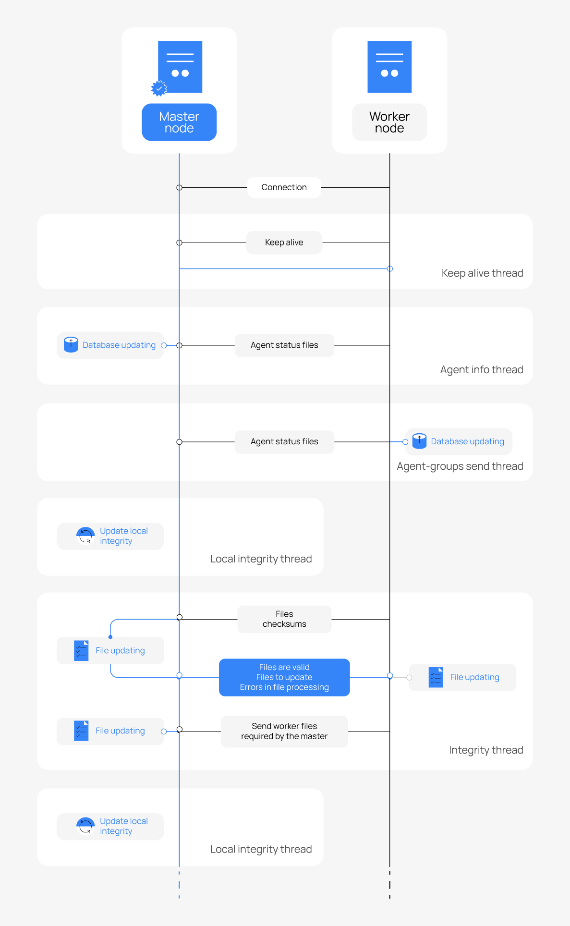 Master
node
Worker
node
Connection
Keep alive
Keep alive thread
Database updating
Agent status files
Agent info thread
Agent status files
Database updating
Agent-groups send thread
Update local
integrity
Local integrity thread
Files
checksums
File updating
Files are valid
Files to update
Errors in file processing
File updating
File updating
Send worker files
required by the master
Integrity thread
Update local
integrity
Local integrity thread